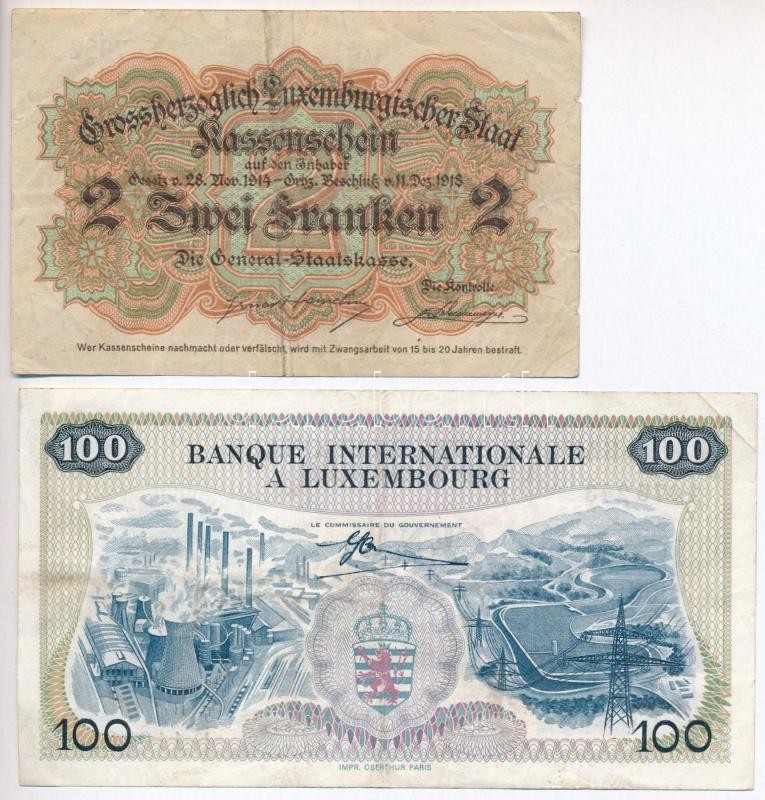 Grossherzoglich Luxemburgischer Staat
Kassenschein
auf den Inhaber
Gesetz v. 28. Nov. 1914 – Grhz. Beschluß v. 11. Dez. 1918
2 Zwei Franken 2
Die General-Staatskasse,
Die Kontrolle
Wer Kassenscheine nachmacht oder verfälscht, wird mit Zwangsarbeit von 15 bis 20 Jahren bestraft.
darabanth
100 100
BANQUE INTERNATIONALE
A LUXEMBOURG
LE COMMISSAIRE DU GOUVERNEMENT
100 100
IMPR. OBERTHUR PARIS